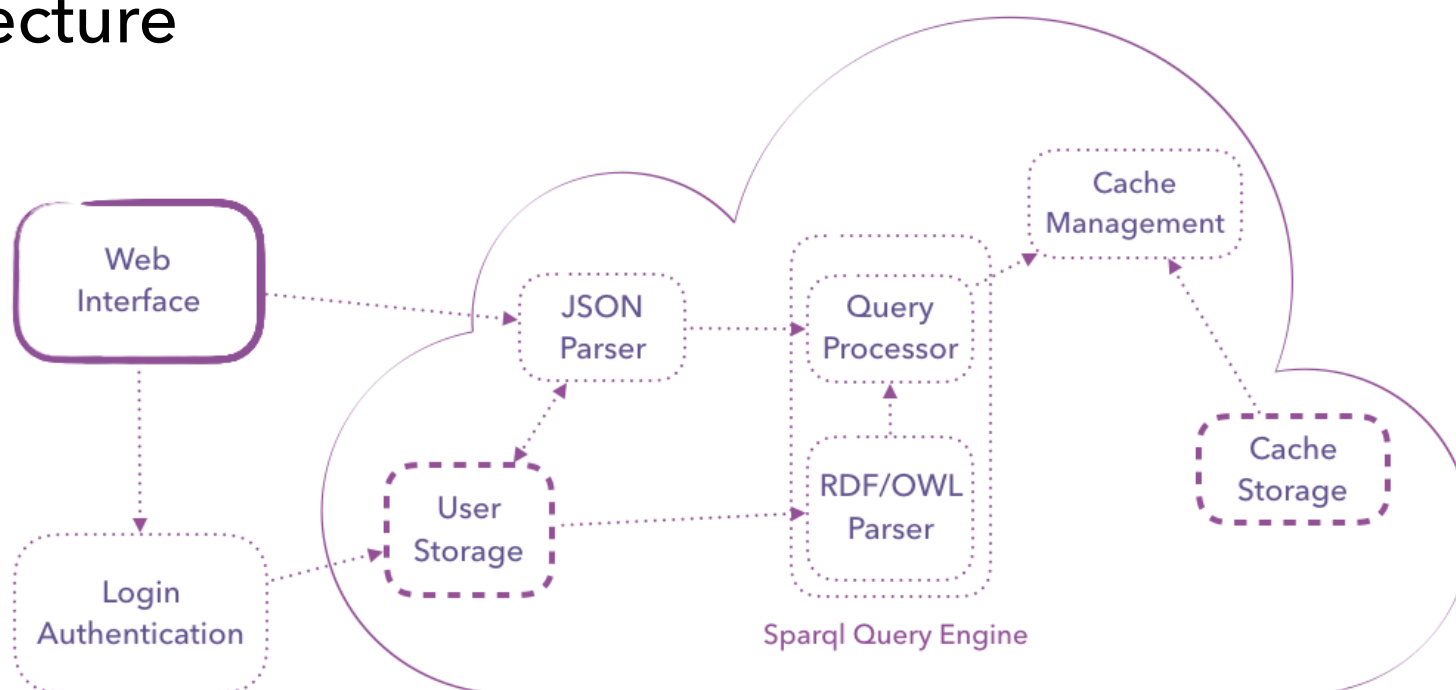 ecture
Web
Interface
JSON
Parser
Query
Processor
Cache
Management
User
Storage
RDF/OWL
Parser
Cache
Storage
Login
Authentication
Sparql Query Engine